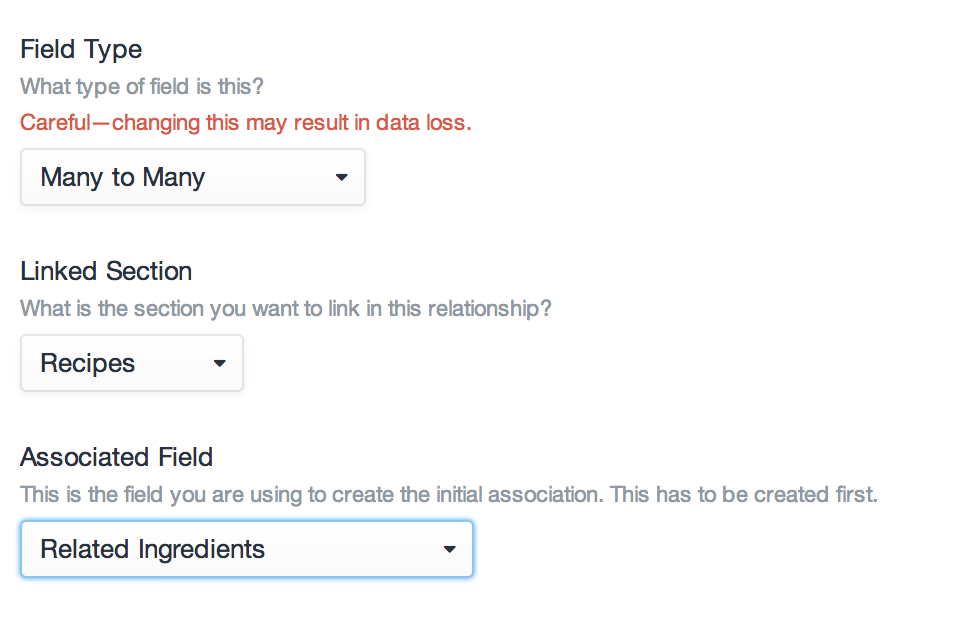 Field Type
What type of field is this?
Careful—changing this may result in data loss.
Many to Many
Linked Section
What is the section you want to link in this relationship?
Recipes
Associated Field
This is the field you are using to create the initial association. This has to be created first.
Related Ingredients